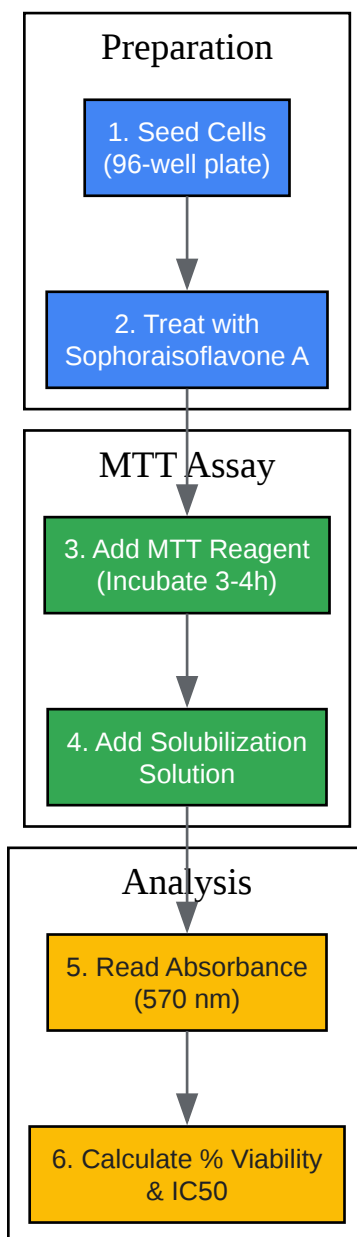 Preparation
1. Seed Cells
(96-well plate)
2. Treat with
Sophoraisoflavone A
MTT Assay
3. Add MTT Reagent
(Incubate 3-4h)
4. Add Solubilization
Solution
Analysis
5. Read Absorbance
(570 nm)
6. Calculate % Viability
& IC50